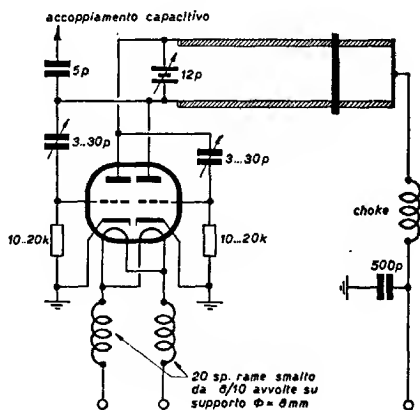 accoppiamento capacitivo
5p
12p
3..30p
3...30p
10..20k
10..20k
choke
500p
20 sp. rame smalto
da 8/10 avvolte su
supporto Φ = 8mm